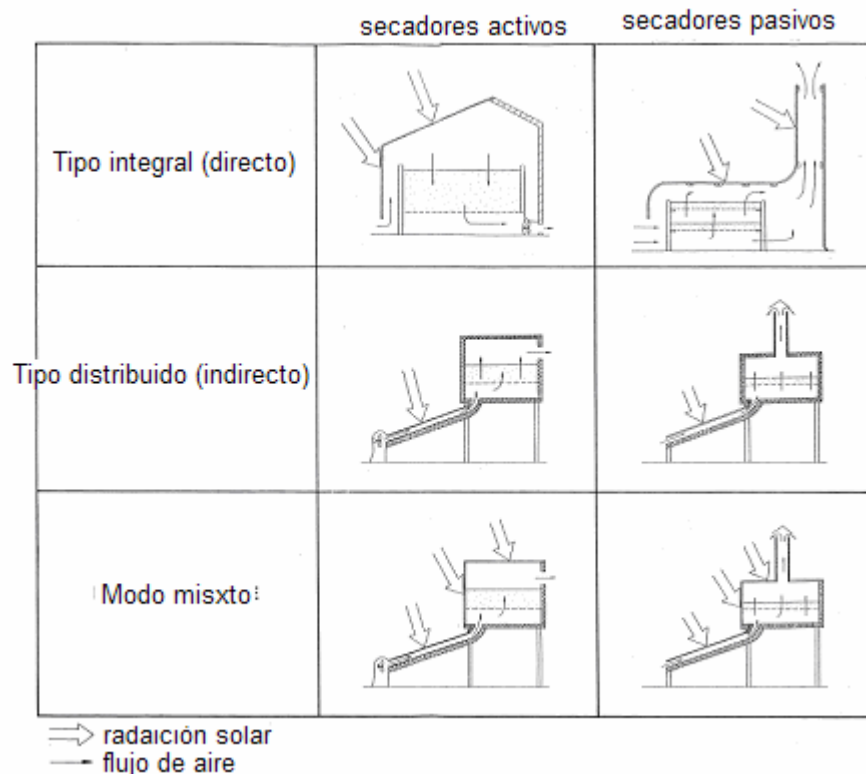 secadores activos
secadores pasivos
Tipo integral (directo)
Tipo distribuido (indirecto)
Modo misxto
radaición solar
flujo de aire